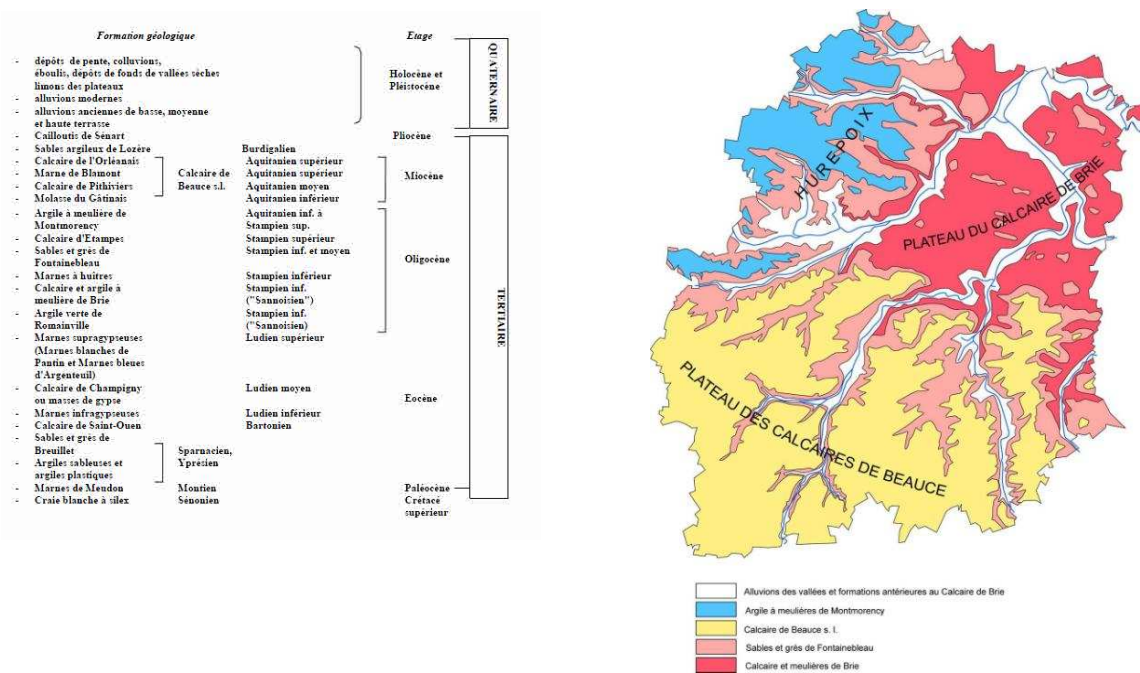 Formation géologique Etage
- dépôts de pente, colluvions,
éboulis, dépôts de fonds de vallées sèches
limons des plateaux
- alluvions modernes
- alluvions anciennes de basse, moyenne
et haute terrasse
Holocène et
Pléistocène
QUATERNAIRE
- Cailloutis de Sénart Pliocène
- Sables argileux de Lozère Burdigalien
- Calcaire de l'Orléanais Aquitanien supérieur
- Marne de Blamont Aquitanien supérieur
- Calcaire de Pithiviers Aquitanien moyen
- Molasse du Gâtinais Aquitanien inférieur
Calcaire de
Beauce s.l.
Miocène
- Argile à meulière de Aquitanien inf. à
Montmorency Stampien sup.
- Calcaire d'Etampes Stampien supérieur
- Sables et grès de Stampien inf. et moyen
Fontainebleau
Oligocène
- Marnes à huitres Stampien inférieur
- Calcaire et argile à Stampien inf.
meulière de Brie ("Sannoisien")
- Argile verte de Stampien inf.
Romainville ("Sannoisien)
TERTIAIRE
- Marnes supragypseuses Ludien supérieur
(Marnes blanches de
Pantin et Marnes bleues
d'Argenteuil)
- Calcaire de Champigny Ludien moyen
ou masses de gypse
Eocène
- Marnes infragypseuses Ludien inférieur
- Calcaire de Saint-Ouen Bartonien
- Sables et grès de
Breuillet Sparnacien,
- Argiles sableuses et Yprésien
argiles plastiques
- Marnes de Meudon Montien Paléocène
- Craie blanche à silex Sénonien Crétacé
supérieur
HUREPOIX
PLATEAU DU CALCAIRE DE BRIE
PLATEAU DES CALCAIRES DE BEAUCE
Alluvions des vallées et formations antérieures au Calcaire de Brie
Argile à meulières de Montmorency
Calcaire de Beauce s. l.
Sables et grès de Fontainebleau
Calcaire et meulières de Brie